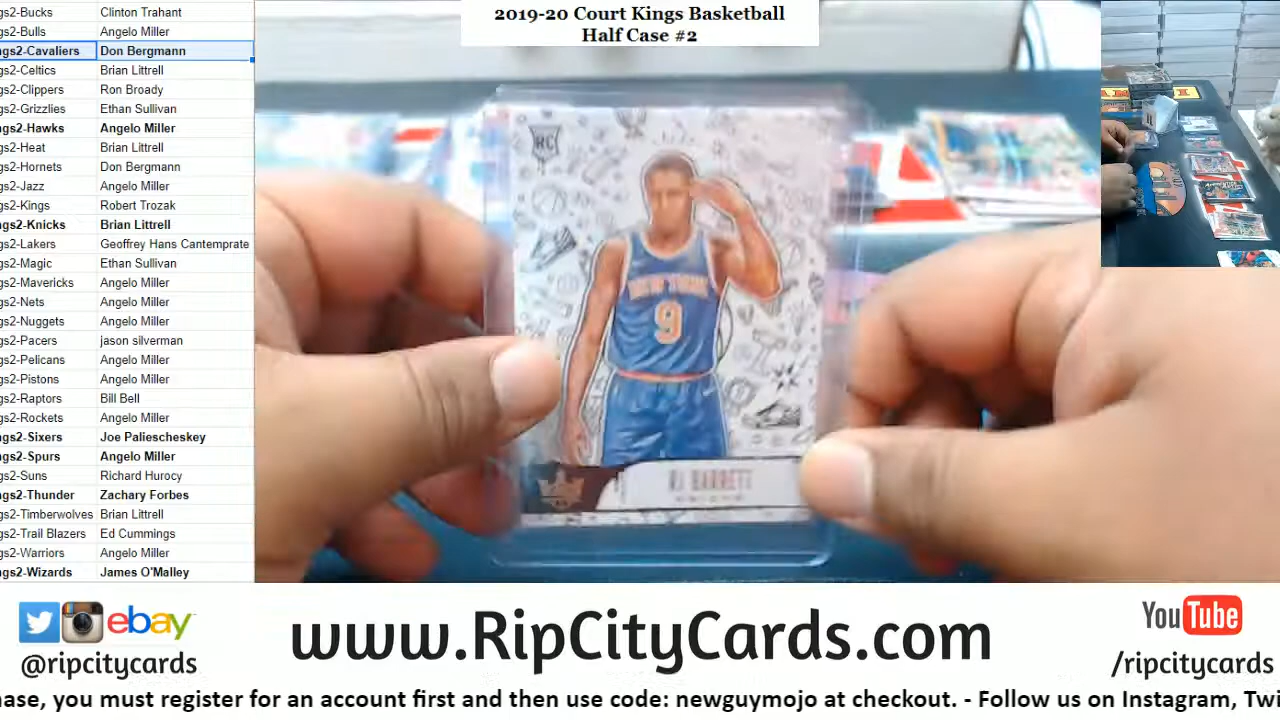 2019-20 Court Kings Basketball
Half Case #2
gs2-Bucks Clinton Trahant
gs2-Bulls Angelo Miller
ngs2-Cavaliers Don Bergmann
gs2-Celtics Brian Littrell
gs2-Clippers Ron Broady
gs2-Grizzlies Ethan Sullivan
ngs2-Hawks Angelo Miller
gs2-Heat Brian Littrell
gs2-Hornets Don Bergmann
gs2-Jazz Angelo Miller
gs2-Kings Robert Trozak
ngs2-Knicks Brian Littrell
gs2-Lakers Geoffrey Hans Cantemprate
gs2-Magic Ethan Sullivan
gs2-Mavericks Angelo Miller
gs2-Nets Angelo Miller
gs2-Nuggets Angelo Miller
gs2-Pacers jason silverman
gs2-Pelicans Angelo Miller
gs2-Pistons Angelo Miller
gs2-Raptors Bill Bell
gs2-Rockets Angelo Miller
ngs2-Sixers Joe Paliescheskey
ngs2-Spurs Angelo Miller
gs2-Suns Richard Hurocy
ngs2-Thunder Zachary Forbes
gs2-Timberwolves Brian Littrell
gs2-Trail Blazers Ed Cummings
gs2-Warriors Angelo Miller
ngs2-Wizards James O'Malley
RC
NEW YORK
9
RJ BARRETT
KNICKS
ebay
@ripcitycards
www.RipCityCards.com
YouTube
/ripcitycards
hase, you must register for an account first and then use code: newguymojo at checkout. - Follow us on Instagram, Twi